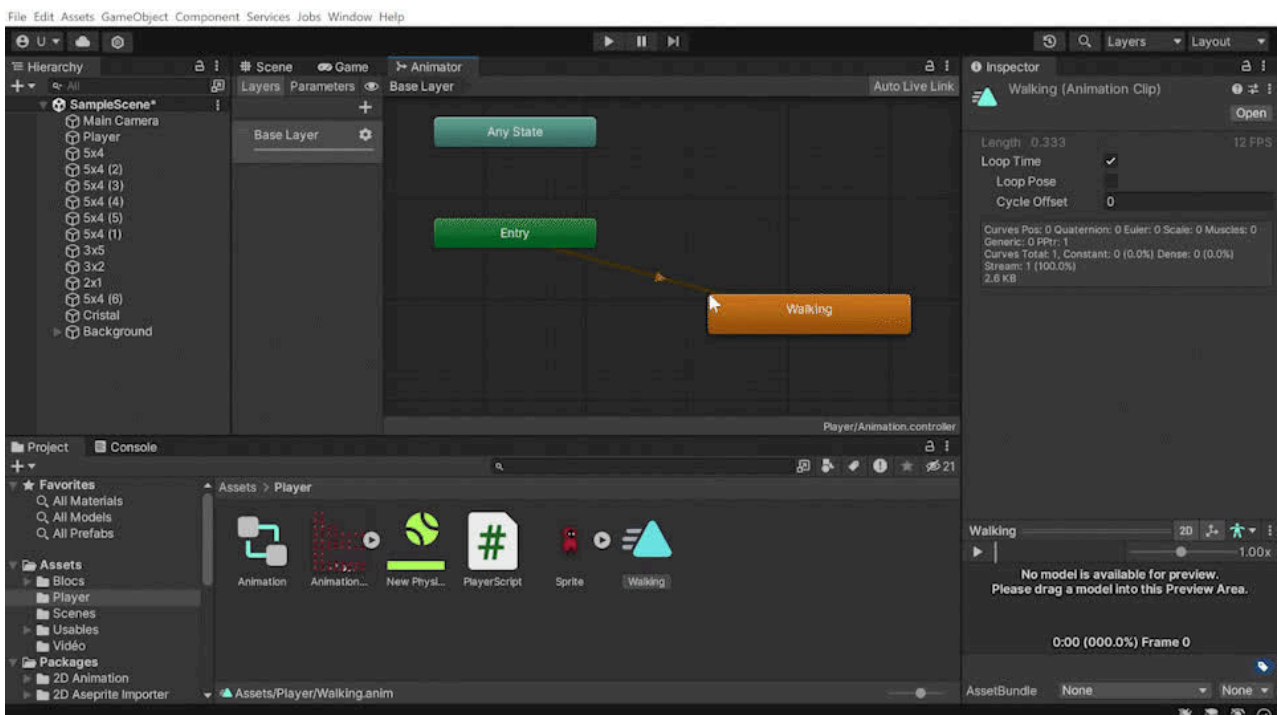 File Edit Assets GameObject Component Services Jobs Window Help
U
Layers Layout
Hierarchy
All
SampleScene*
Main Camera
Player
5x4
5x4 (2)
5x4 (3)
5x4 (4)
5x4 (5)
5x4 (1)
3x5
3x2
2x1
5x4 (6)
Cristal
Background
Scene Game Animator
Layers Parameters Base Layer Auto Live Link
Base Layer
Any State
Entry
Walking
Player/Animation.controller
Inspector
Walking (Animation Clip)
Open
Length 0.333 12 FPS
Loop Time
Loop Pose
Cycle Offset 0
Curves Pos: 0 Quaternion: 0 Euler: 0 Scale: 0 Muscles: 0
Generic: 0 PPtr: 1
Curves Total: 1, Constant: 0 (0.0%) Dense: 0 (0.0%)
Stream: 1 (100.0%)
2.6 KB
Project Console
21
Favorites
All Materials
All Models
All Prefabs
Assets
Blocs
Player
Scenes
Usables
Vidéo
Packages
2D Animation
2D Aseprite Importer
Assets > Player
Animation Animation... New Physi... PlayerScript Sprite Walking
#
Assets/Player/Walking.anim
Walking 2D
1.00x
No model is available for preview.
Please drag a model into this Preview Area.
0:00 (000.0%) Frame 0
AssetBundle None None